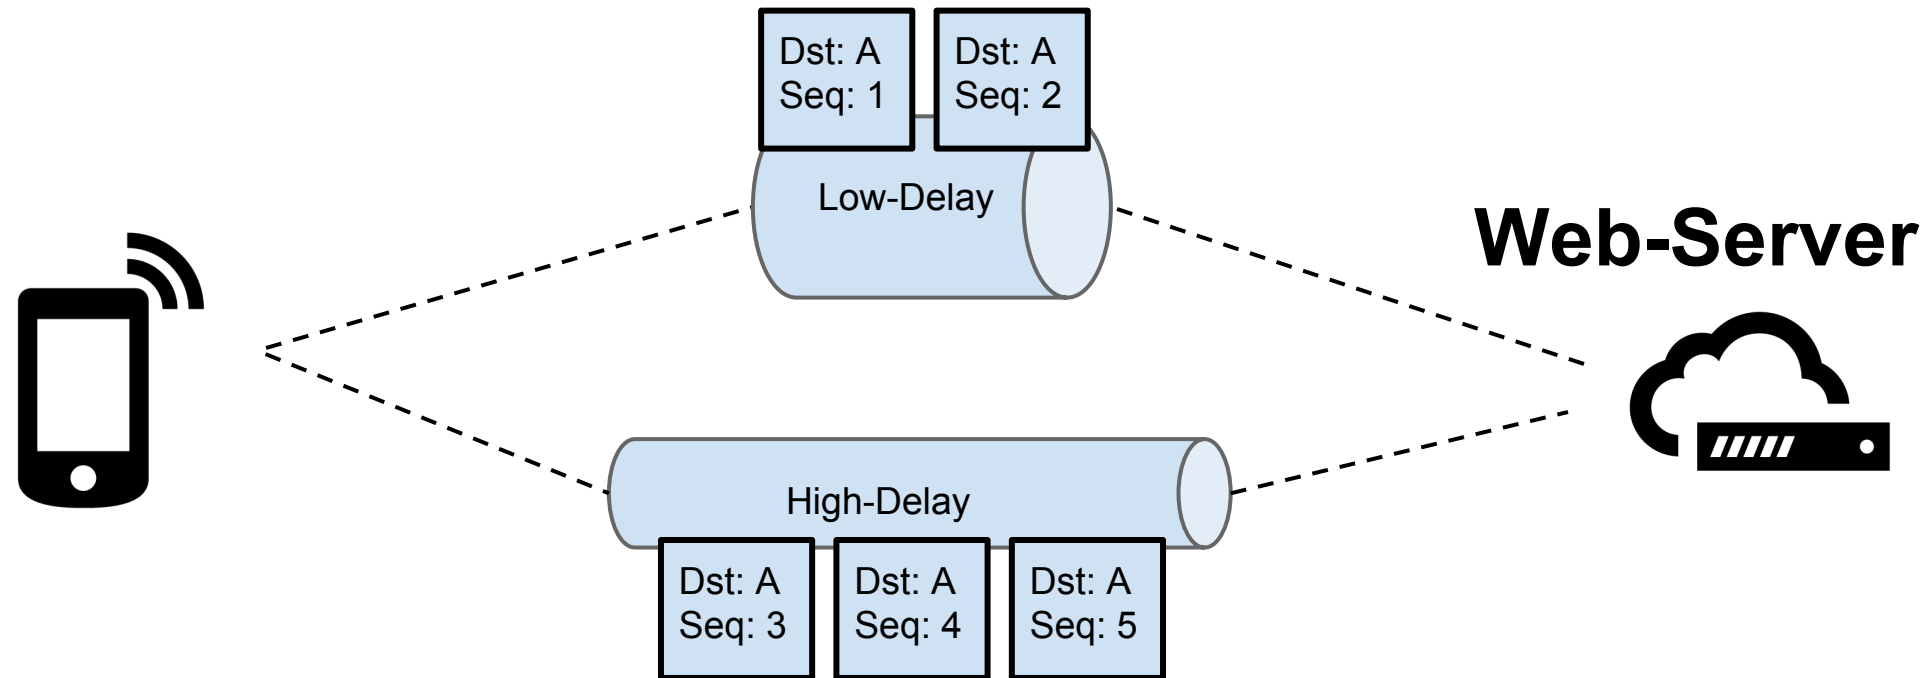 Dst: A
Seq: 1
Dst: A
Seq: 2
Low-Delay
Web-Server
High-Delay
Dst: A
Seq: 3
Dst: A
Seq: 4
Dst: A
Seq: 5